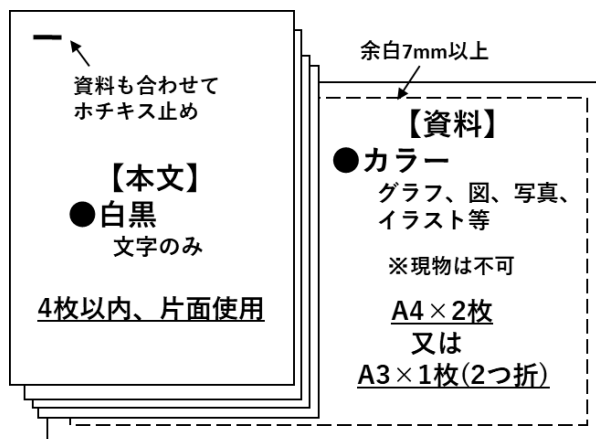 資料も合わせて
ホチキス止め
【本文】
●白黒
文字のみ
4枚以内、片面使用
余白7mm以上
【資料】
●カラー
グラフ、図、写真、
イラスト等
※現物は不可
A4×2枚
又は
A3×1枚(2つ折)